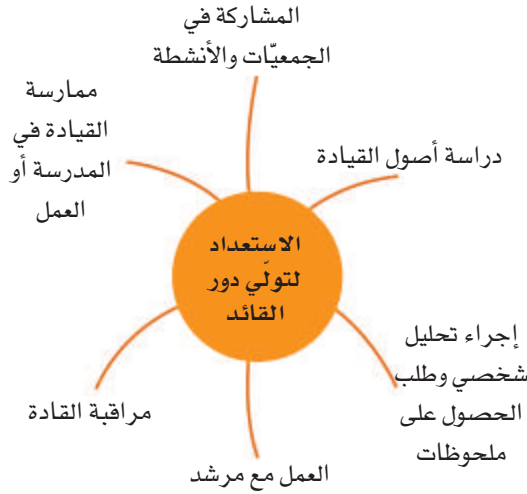 المشاركة في
الجمعيّات والأنشطة
دراسة أصول القيادة
إجراء تحليل
شخصي وطلب
الحصول على
ملحوظات
العمل مع مرشد
مراقبة القادة
ممارسة
القيادة في
المدرسة أو
العمل
الاستعداد
لتولّي دور
القائد